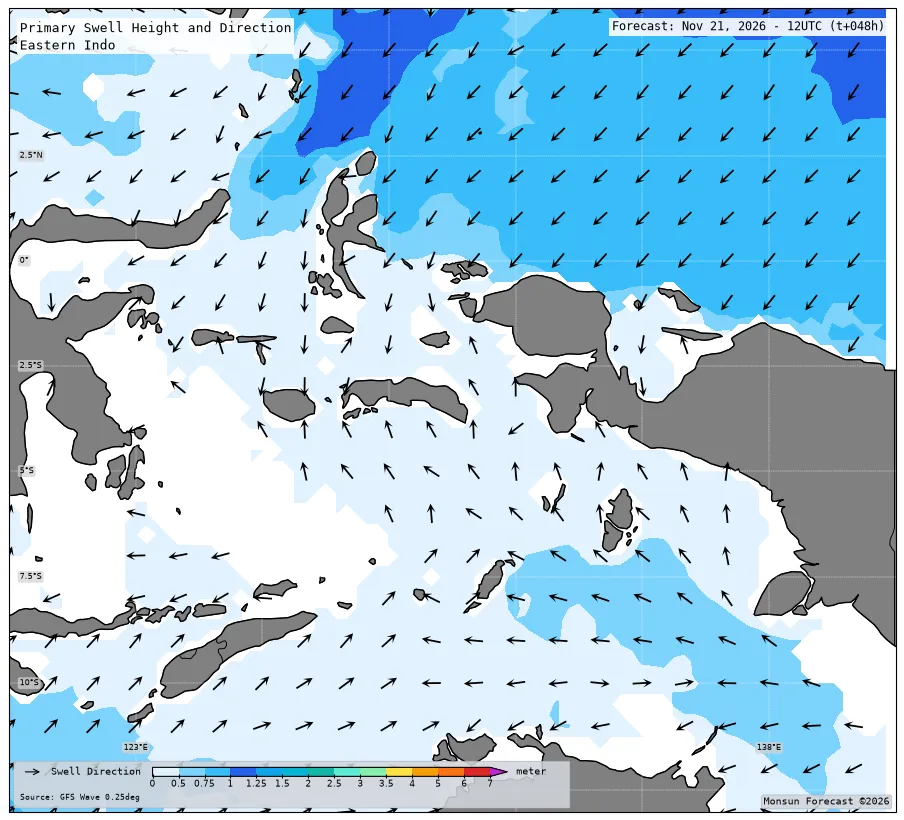 Primary Swell Height and Direction
Eastern Indo
Forecast: Nov 21, 2026 - 12UTC (t+048h)
2.5°N
0°
2.5°S
5°S
7.5°S
10°S
123°E
138°E
Swell Direction
0 0.5 0.75 1 1.25 1.5 2 2.5 3 3.5 4 5 6 7
meter
Source: GFS Wave 0.25deg
Monsun Forecast ©2026